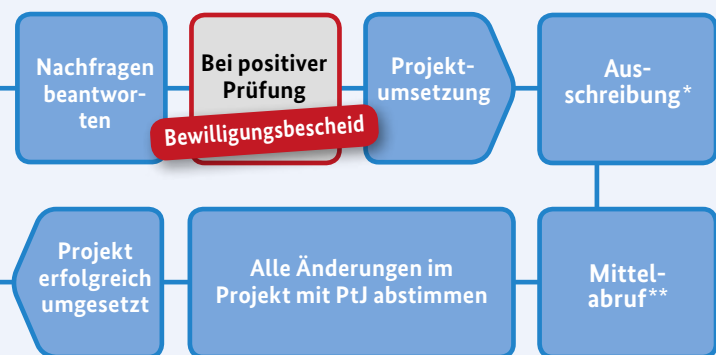 Nachfragen
beantwor-
ten
Bei positiver
Prüfung
Bewilligungsbescheid
Projekt-
umsetzung
Aus-
schreibung*
Projekt
erfolgreich
umgesetzt
Alle Änderungen im
Projekt mit PtJ abstimmen
Mittel-
abruf**